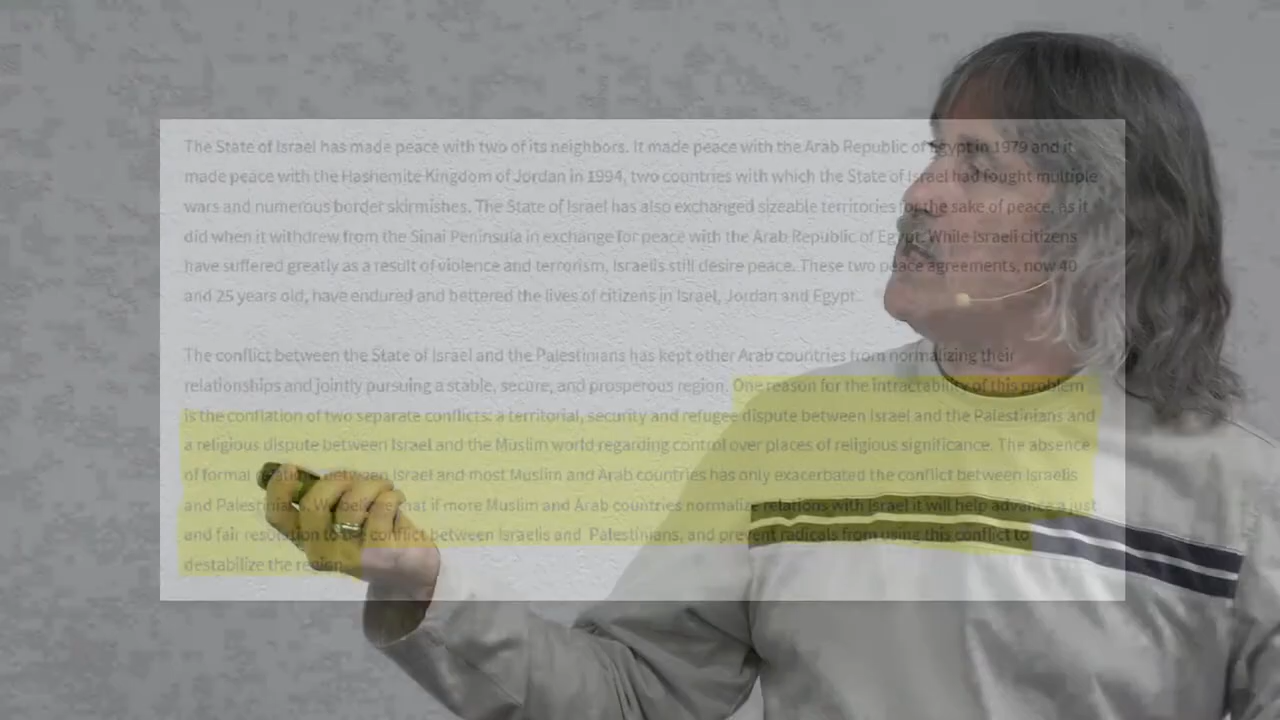 The State of Israel has made peace with two of its neighbors. It made peace with the Arab Republic of Egypt in 1979 and it
made peace with the Hashemite Kingdom of Jordan in 1994, two countries with which the State of Israel had fought multiple
wars and numerous border skirmishes. The State of Israel has also exchanged sizeable territories for the sake of peace, as it
did when it withdrew from the Sinai Peninsula in exchange for peace with the Arab Republic of Egypt. While Israeli citizens
have suffered greatly as a result of violence and terrorism, Israelis still desire peace. These two peace agreements, now 40
and 25 years old, have endured and bettered the lives of citizens in Israel, Jordan and Egypt.
The conflict between the State of Israel and the Palestinians has kept other Arab countries from normalizing their
relationships and jointly pursuing a stable, secure, and prosperous region. One reason for the intractability of this problem
is the conflation of two separate conflicts: a territorial, security and refugee dispute between Israel and the Palestinians and
a religious dispute between Israel and the Muslim world regarding control over places of religious significance. The absence
of formal relations between Israel and most Muslim and Arab countries has only exacerbated the conflict between Israelis
and Palestinians. We believe that if more Muslim and Arab countries normalize relations with Israel it will help advance a just
and fair resolution to the conflict between Israelis and Palestinians, and prevent radicals from using this conflict to
destabilize the region.